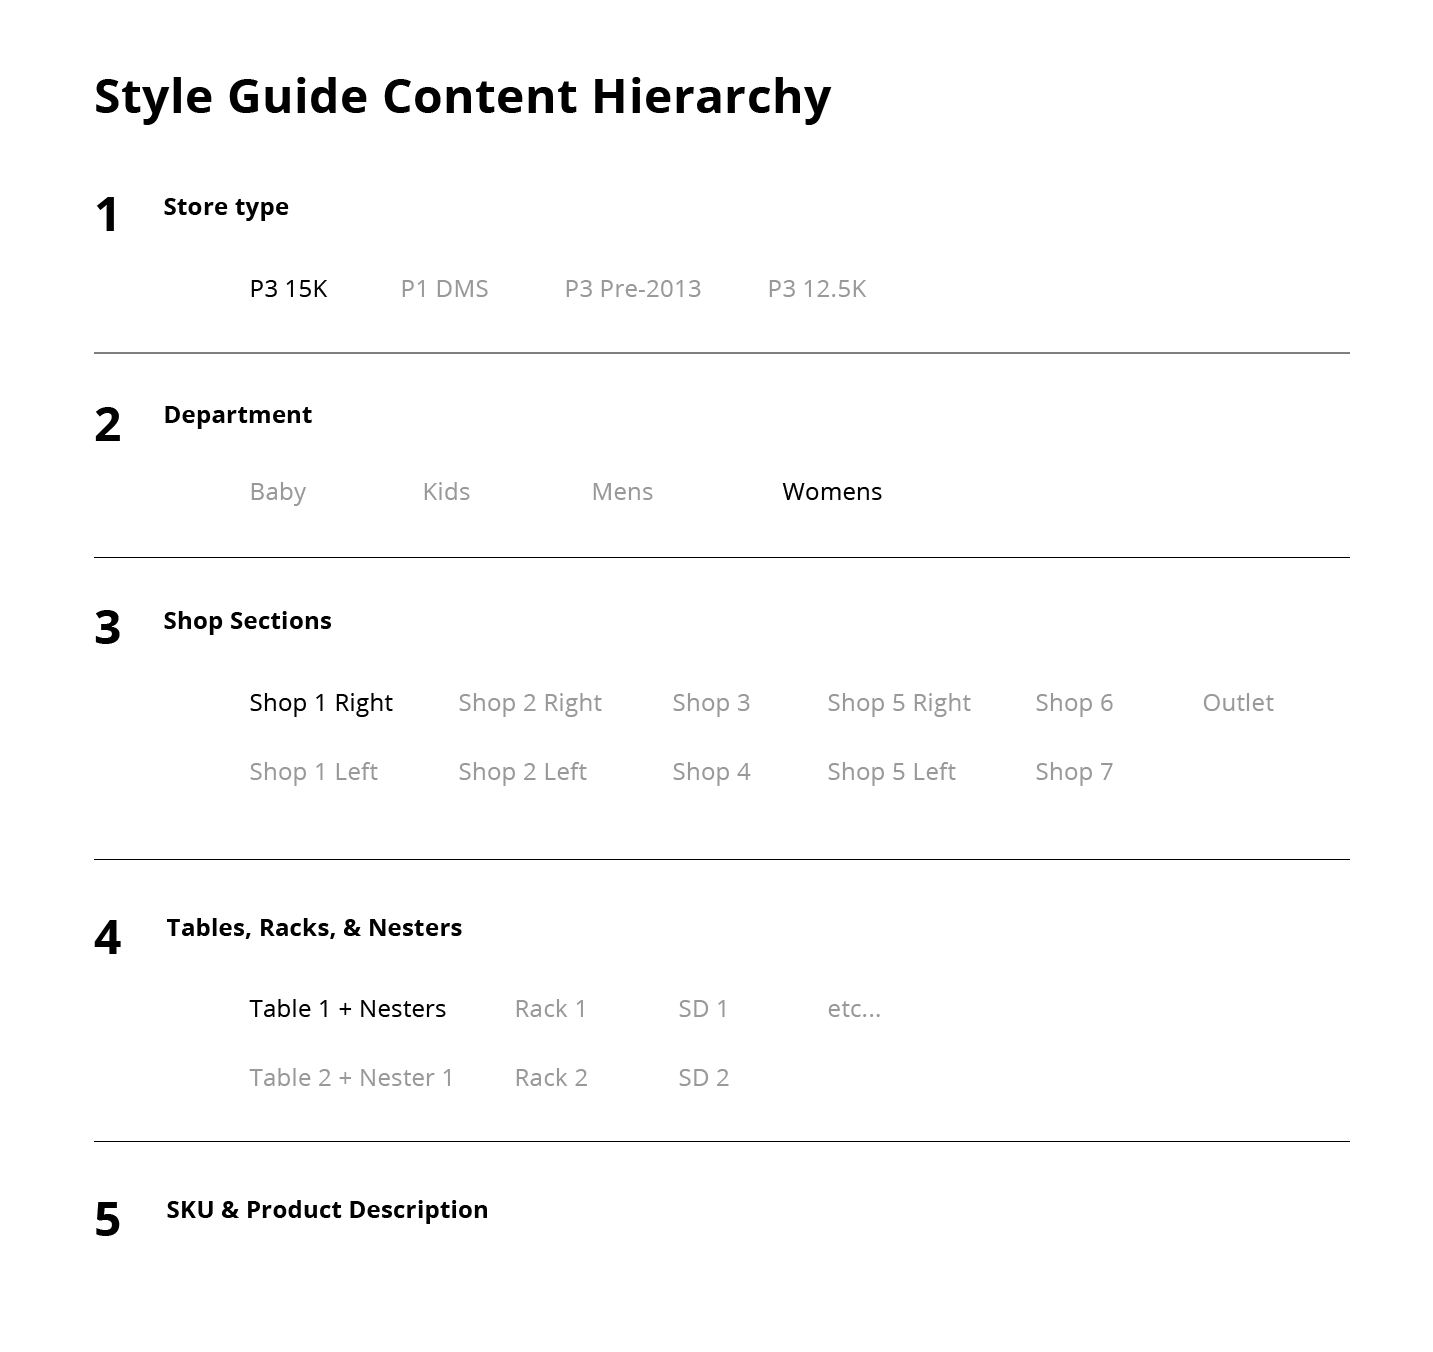 Style Guide Content Hierarchy
1 Store type
P3 15K P1 DMS P3 Pre-2013 P3 12.5K
2 Department
Baby Kids Mens Womens
3 Shop Sections
Shop 1 Right Shop 2 Right Shop 3 Shop 5 Right Shop 6 Outlet
Shop 1 Left Shop 2 Left Shop 4 Shop 5 Left Shop 7
4 Tables, Racks, & Nesters
Table 1 + Nesters Rack 1 SD 1 etc...
Table 2 + Nester 1 Rack 2 SD 2
5 SKU & Product Description